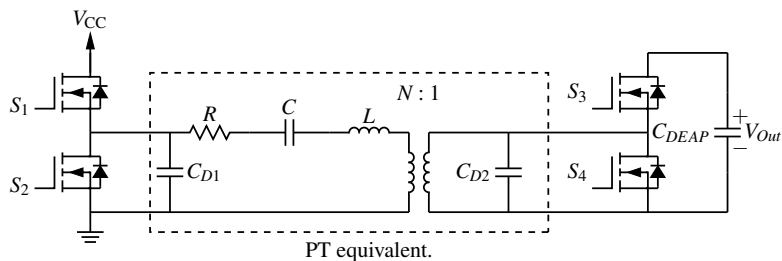 V_CC
N : 1
S_1
R
C
L
S_3
C_DEAP
+
V_Out
−
C_D1
C_D2
S_2
S_4
PT equivalent.